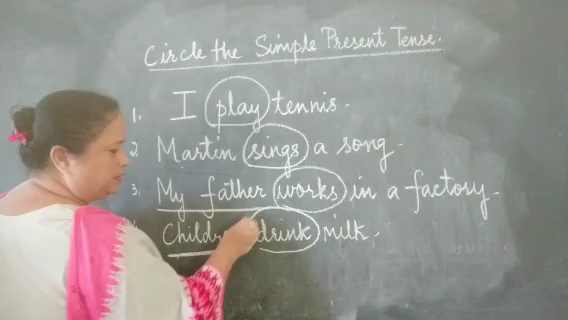 Circle the Simple Present Tense.
1. I play tennis.
2. Martin sings a song.
3. My father works in a factory.
drink milk.